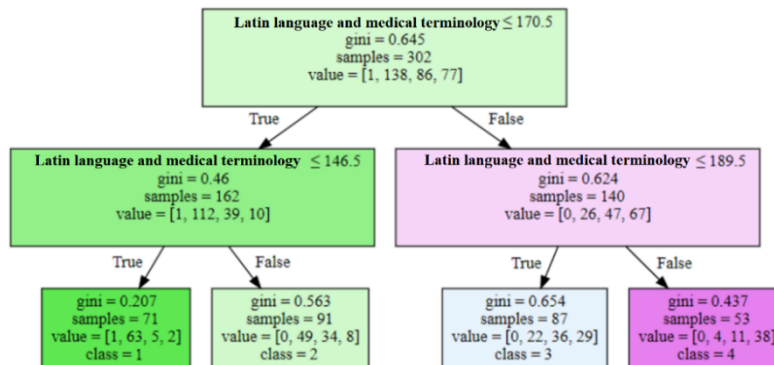 Latin language and medical terminology ≤ 170.5
gini = 0.645
samples = 302
value = [1, 138, 86, 77]
True
False
Latin language and medical terminology ≤ 146.5
gini = 0.46
samples = 162
value = [1, 112, 39, 10]
Latin language and medical terminology ≤ 189.5
gini = 0.624
samples = 140
value = [0, 26, 47, 67]
True
False
True
False
gini = 0.207
samples = 71
value = [1, 63, 5, 2]
class = 1
gini = 0.563
samples = 91
value = [0, 49, 34, 8]
class = 2
gini = 0.654
samples = 87
value = [0, 22, 36, 29]
class = 3
gini = 0.437
samples = 53
value = [0, 4, 11, 38]
class = 4